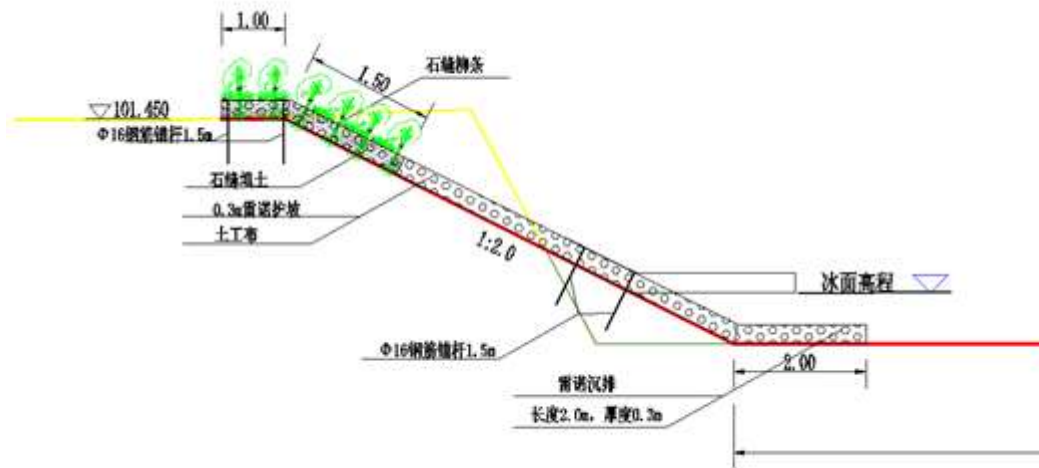 1.00
1.50
石缝柳条
101.450
Φ16钢筋锚杆1.5m
石缝填土
0.3m雷诺护坡
土工布
1:2.0
冰面高程
Φ16钢筋锚杆1.5m
2.00
雷诺沉排
长度2.0m，厚度0.3m